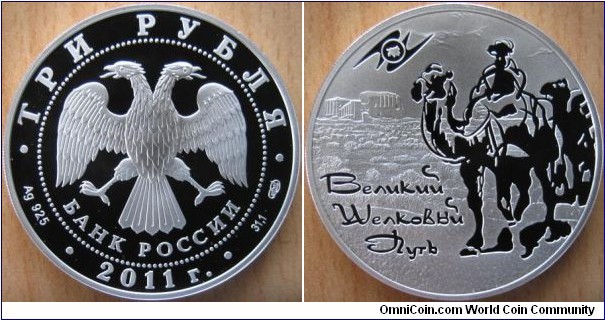 ТРИ РУБЛЯ
Ag 925
31,1
БАНК РОССИИ
2011 г.
Великий
Шелковый
Путь
OmniCoin.com World Coin Community